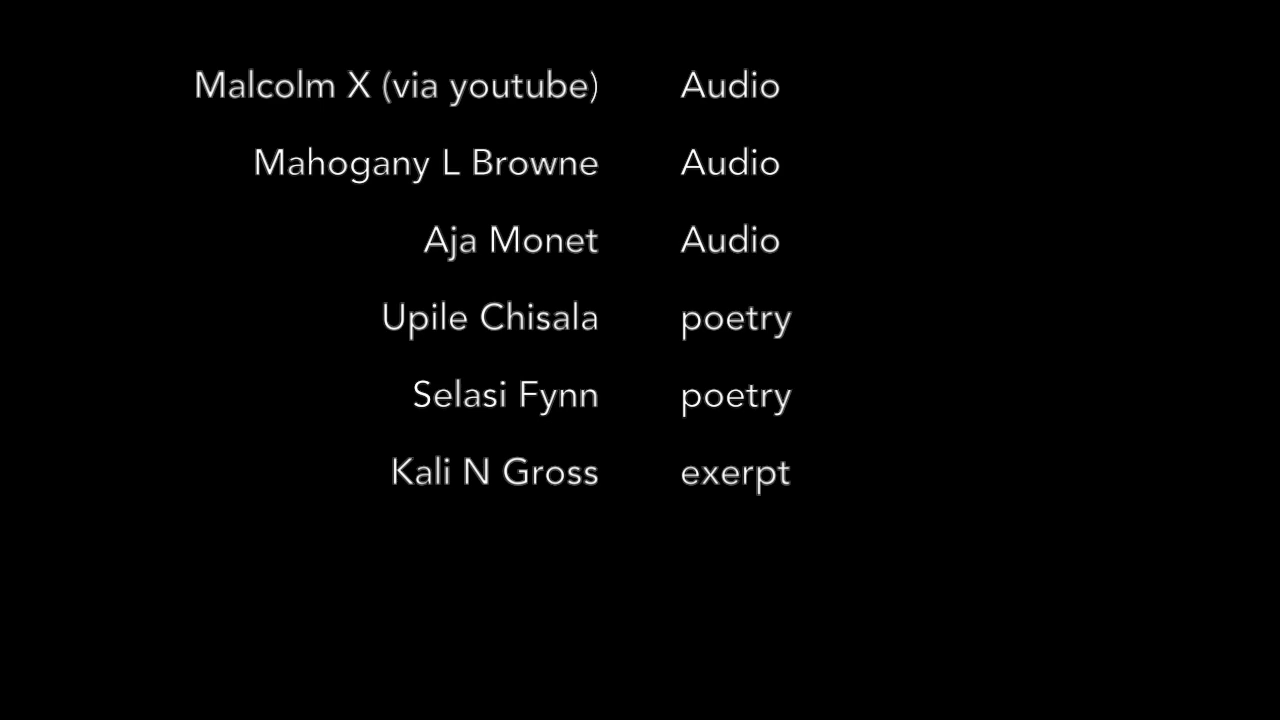 Malcolm X (via youtube) Audio
Mahogany L Browne Audio
Aja Monet Audio
Upile Chisala poetry
Selasi Fynn poetry
Kali N Gross exerpt